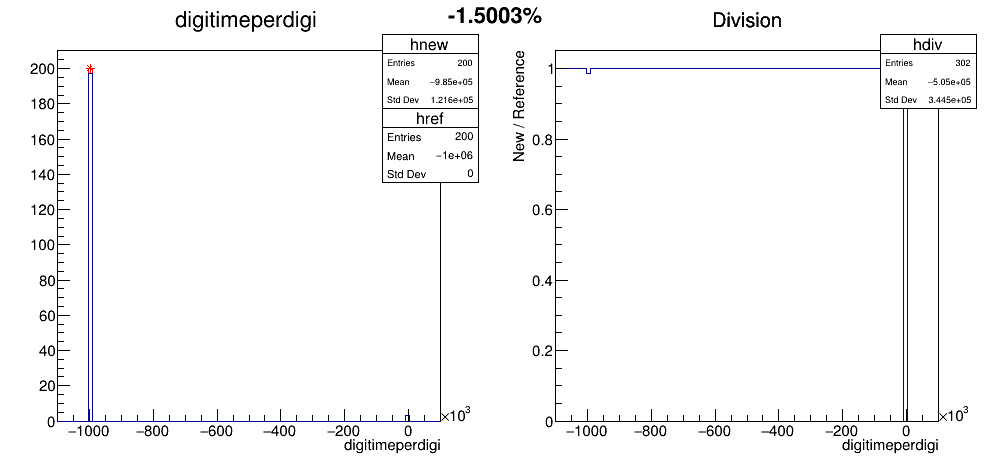 -1.5003%
digitimeperdigi
hnew
Entries 200
Mean −9.85e+05
Std Dev 1.216e+05
href
Entries 200
Mean −1e+06
Std Dev 0
200
180
160
140
120
100
80
60
40
20
0
−1000 −800 −600 −400 −200 0
×10³
digitimeperdigi
Division
hdiv
Entries 302
Mean −5.05e+05
Std Dev 3.445e+05
New / Reference
1
0.8
0.6
0.4
0.2
0
−1000 −800 −600 −400 −200 0
×10³
digitimeperdigi